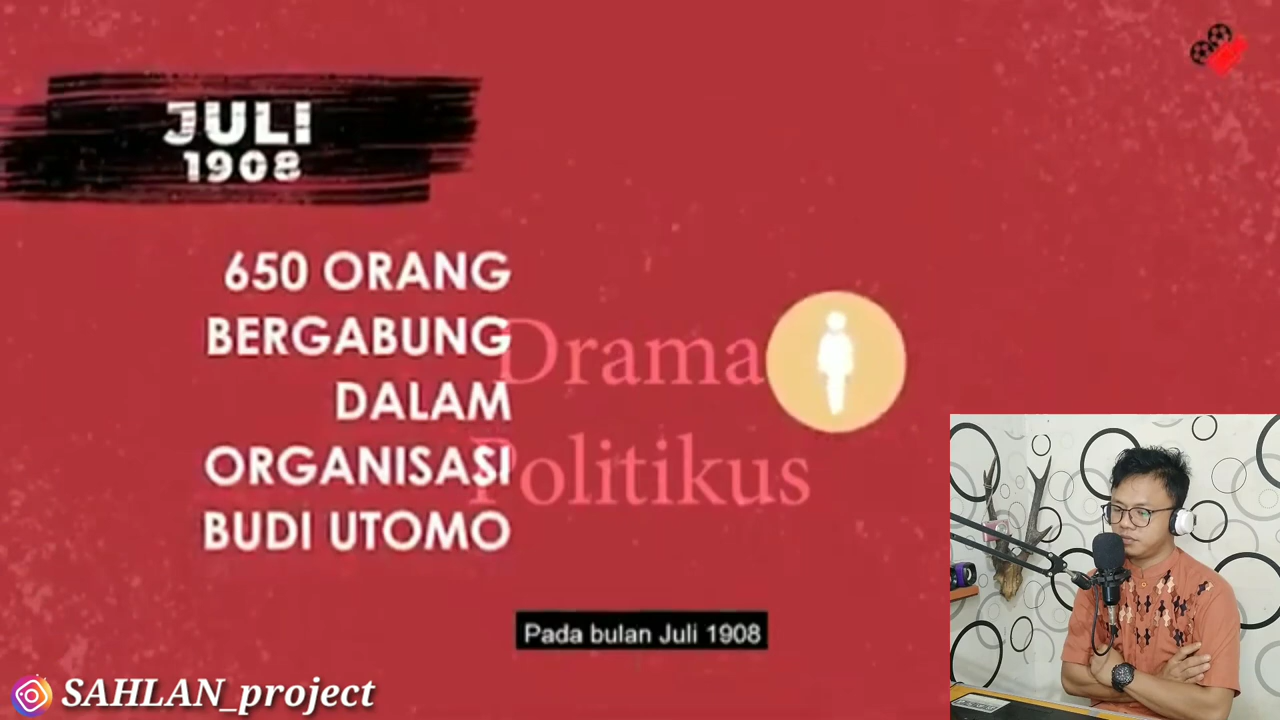 JULI
1908
650 ORANG
BERGABUNG
DALAM
ORGANISASI
BUDI UTOMO
Drama
Politikus
Pada bulan Juli 1908
SAHLAN_project